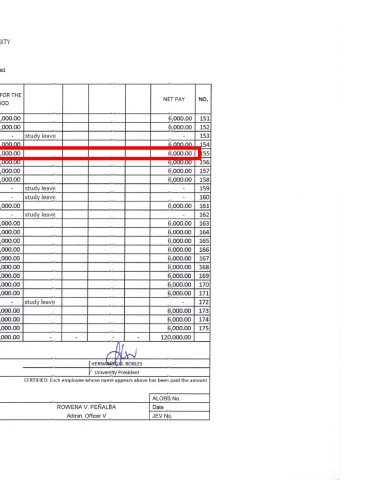 SITY
ed
FOR THE
OD NET PAY NO.
,000.00 6,000.00 151
,000.00 6,000.00 152
- study leave - 153
,000.00 6,000.00 154
,000.00 6,000.00 155
,000.00 6,000.00 156
,000.00 6,000.00 157
,000.00 6,000.00 158
- study leave - 159
- study leave - 160
,000.00 6,000.00 161
- study leave - 162
,000.00 6,000.00 163
,000.00 6,000.00 164
,000.00 6,000.00 165
,000.00 6,000.00 166
,000.00 6,000.00 167
,000.00 6,000.00 168
,000.00 6,000.00 169
,000.00 6,000.00 170
,000.00 6,000.00 171
- study leave - 172
,000.00 6,000.00 173
,000.00 6,000.00 174
,000.00 6,000.00 175
,000.00 - - - - 120,000.00
ROBLES
University President
CERTIFIED: Each employee whose name appears above has been paid the amount
ALOBS No.
ROWENA V. PEÑALBA Date
Admin. Officer V JEV No.